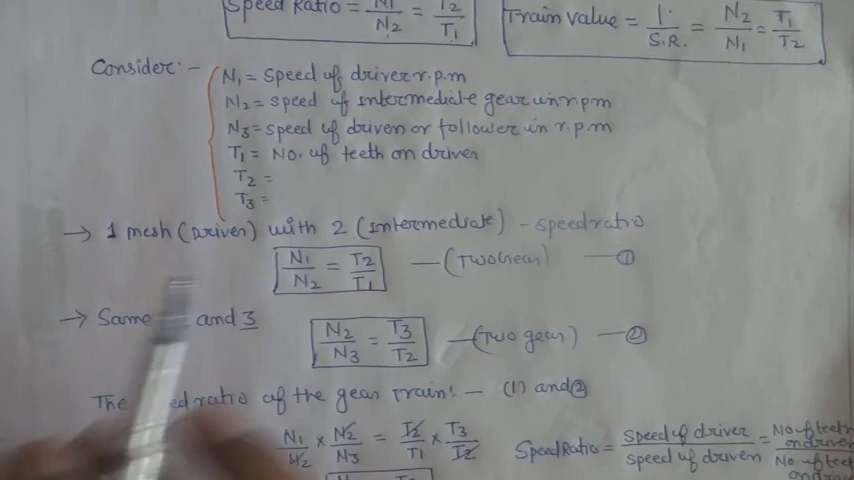 Speed Ratio = N1/N2 = T2/T1
Train Value = 1/S.R. = N2/N1 = T1/T2
Consider:-
N1 = Speed of driver r.p.m
N2 = speed of intermediate gear in r.p.m
N3 = speed of driven or follower in r.p.m
T1 = No. of teeth on driver
T2 =
T3 =
→ 1 mesh (Driver) with 2 (Intermediate) - speed ratio
N1/N2 = T2/T1 — (Two Gear) — ①
→ Same and 3
N2/N3 = T3/T2 — (Two gear) — ②
The ratio of the gear Train:- (1) and ②
N1/N2 × N2/N3 = T2/T1 × T3/T2
Speed Ratio = Speed of driver/Speed of driven = No. of teeth on driven/No. of teeth